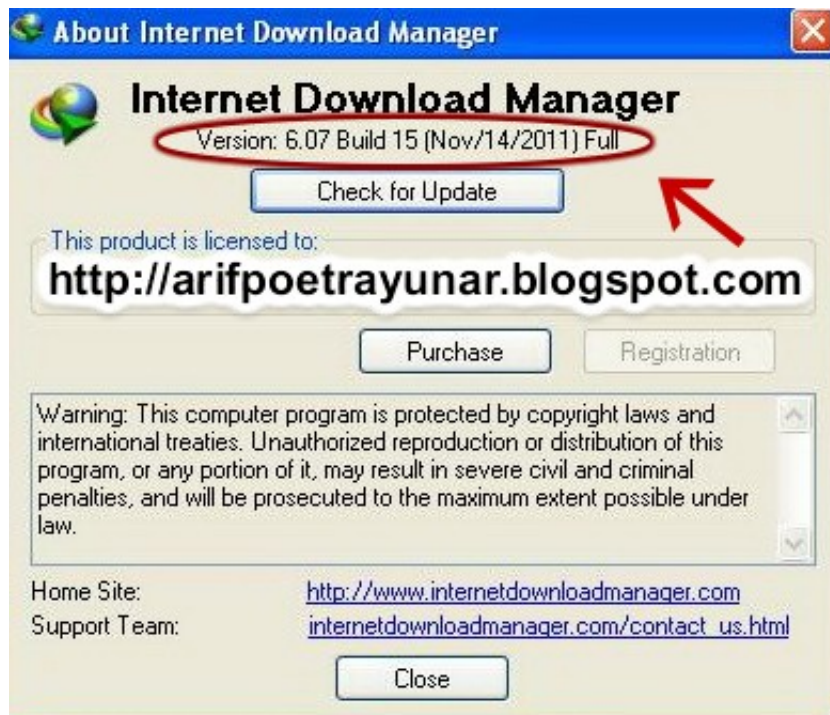 About Internet Download Manager
Internet Download Manager
Version: 6.07 Build 15 (Nov/14/2011) Full
Check for Update
This product is licensed to:
http://arifpoetrayunar.blogspot.com
Purchase Registration
Warning: This computer program is protected by copyright laws and
international treaties. Unauthorized reproduction or distribution of this
program, or any portion of it, may result in severe civil and criminal
penalties, and will be prosecuted to the maximum extent possible under
law.
Home Site: http://www.internetdownloadmanager.com
Support Team: internetdownloadmanager.com/contact_us.html
Close